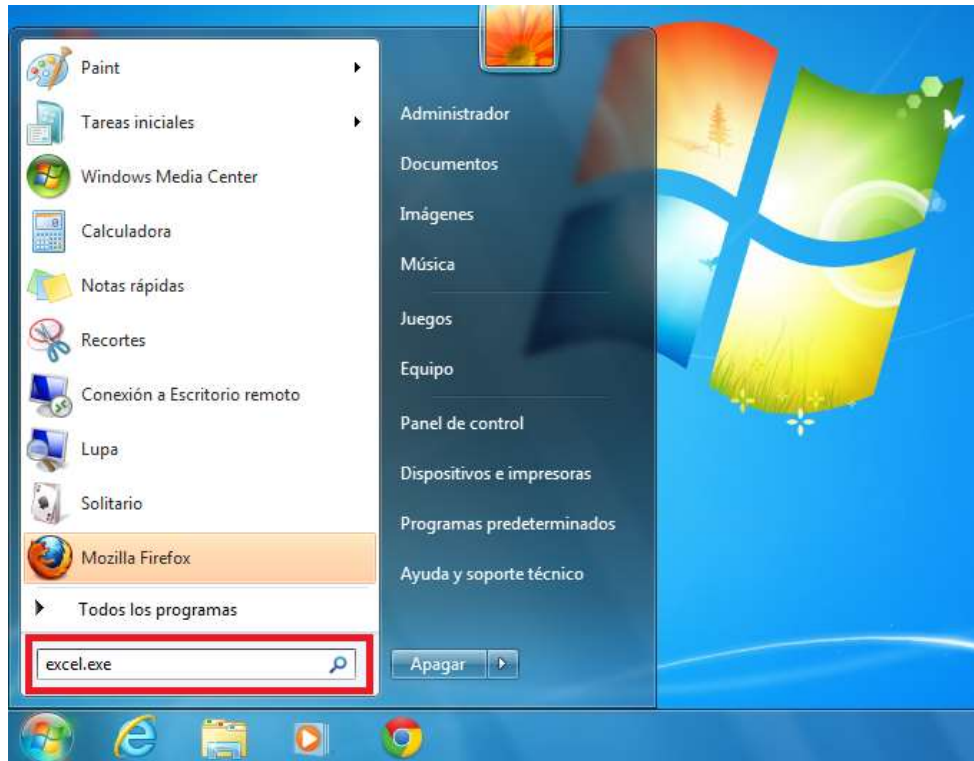 Paint
Tareas iniciales
Windows Media Center
Calculadora
Notas rápidas
Recortes
Conexión a Escritorio remoto
Lupa
Solitario
Mozilla Firefox
Todos los programas
excel.exe
Administrador
Documentos
Imágenes
Música
Juegos
Equipo
Panel de control
Dispositivos e impresoras
Programas predeterminados
Ayuda y soporte técnico
Apagar